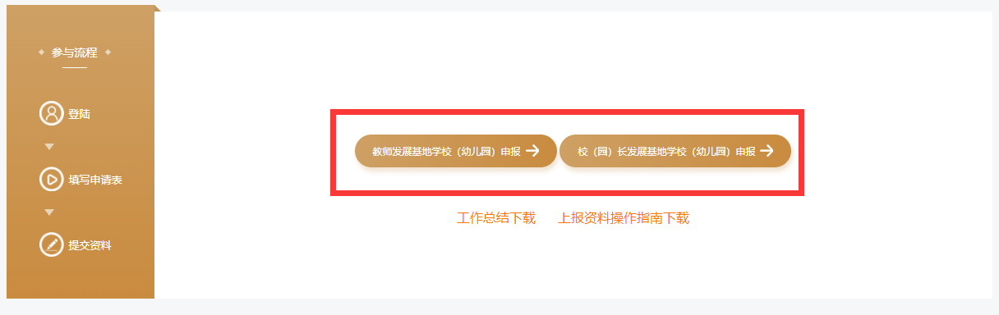 参与流程
登陆
填写申请表
提交资料
教师发展基地学校（幼儿园）申报
校（园）长发展基地学校（幼儿园）申报
工作总结下载
上报资料操作指南下载